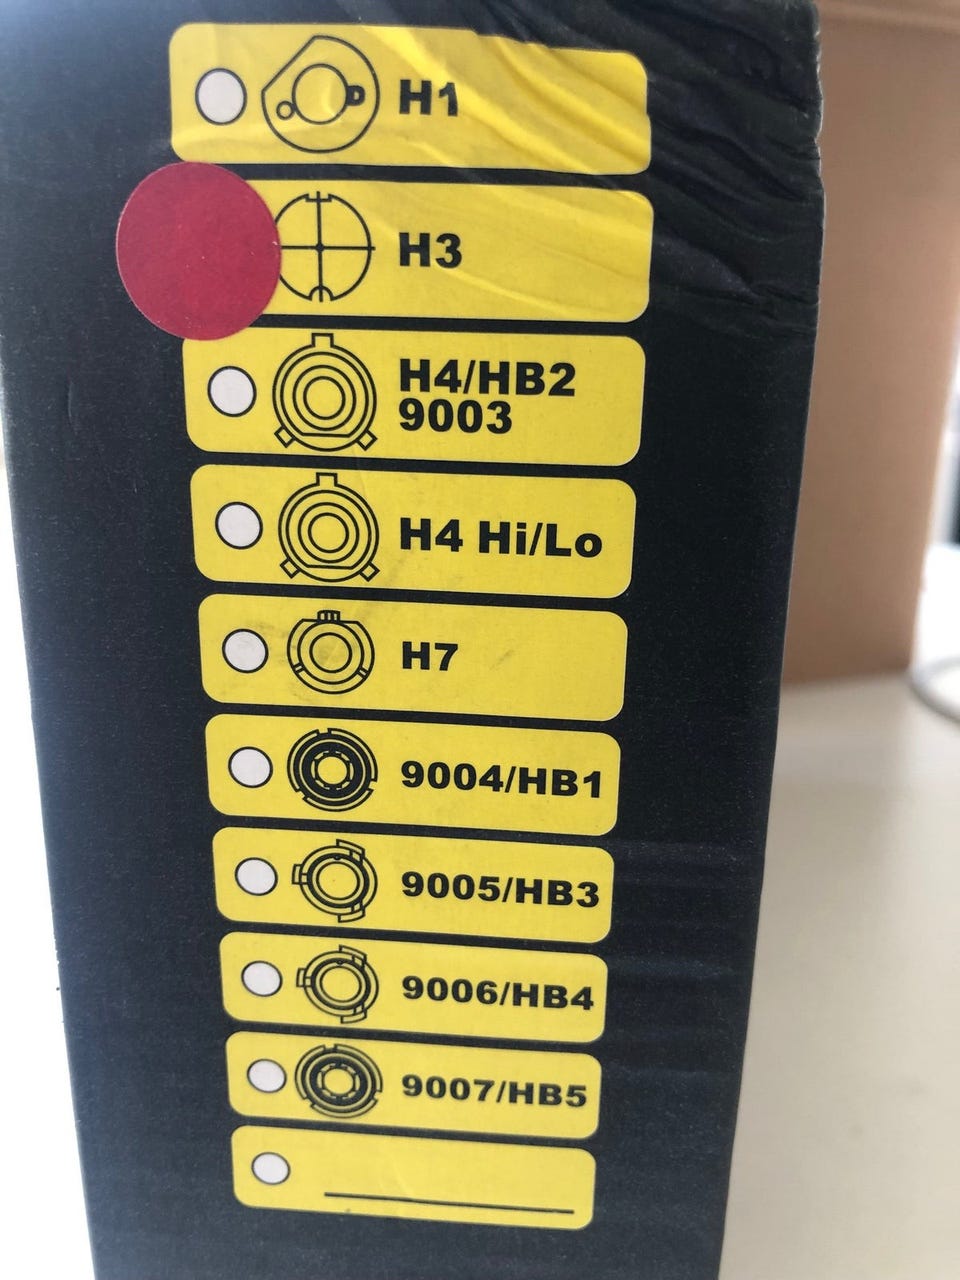 H1
H3
H4/HB2
9003
H4 Hi/Lo
H7
9004/HB1
9005/HB3
9006/HB4
9007/HB5